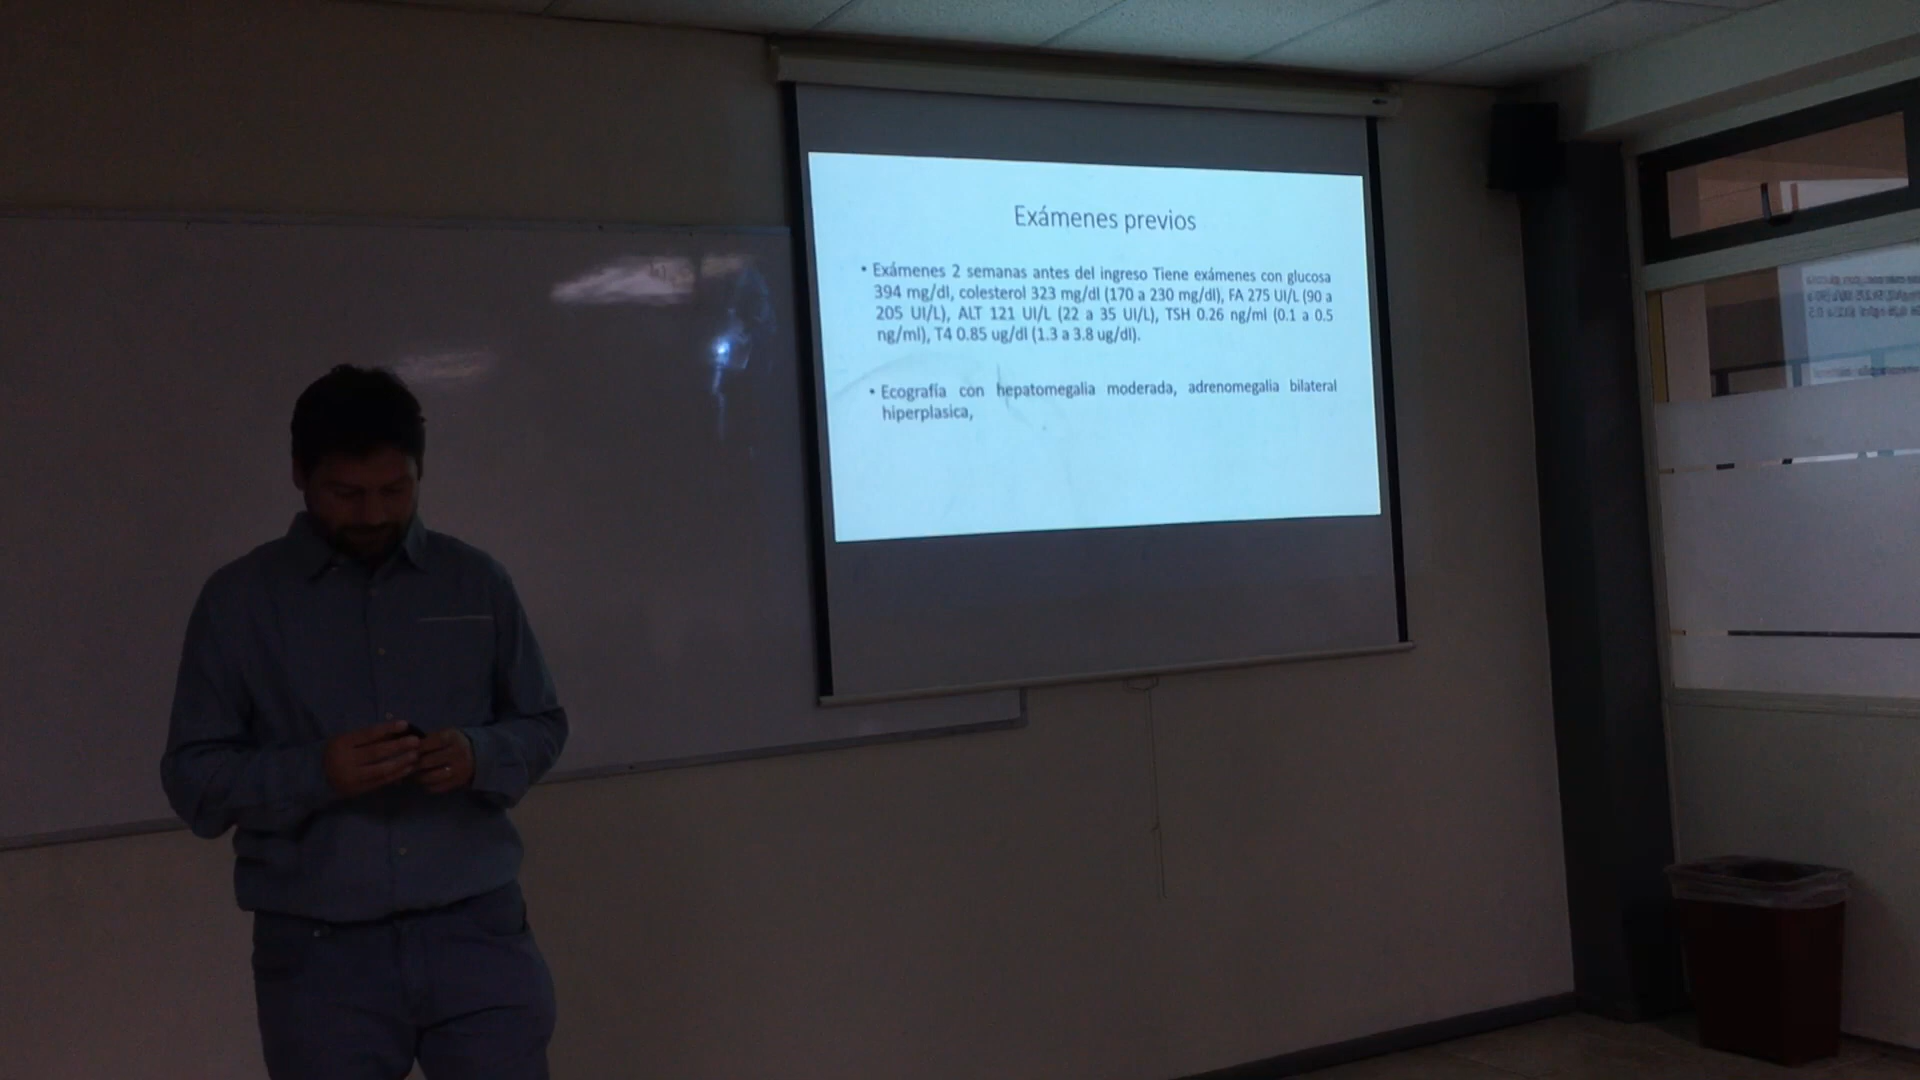 Exámenes previos
• Exámenes 2 semanas antes del ingreso Tiene exámenes con glucosa
394 mg/dl, colesterol 323 mg/dl (170 a 230 mg/dl), FA 275 UI/L (90 a
205 UI/L), ALT 121 UI/L (22 a 35 UI/L), TSH 0.26 ng/ml (0.1 a 0.5
ng/ml), T4 0.85 ug/dl (1.3 a 3.8 ug/dl).
• Ecografía con hepatomegalia moderada, adrenomegalia bilateral
hiperplasica,